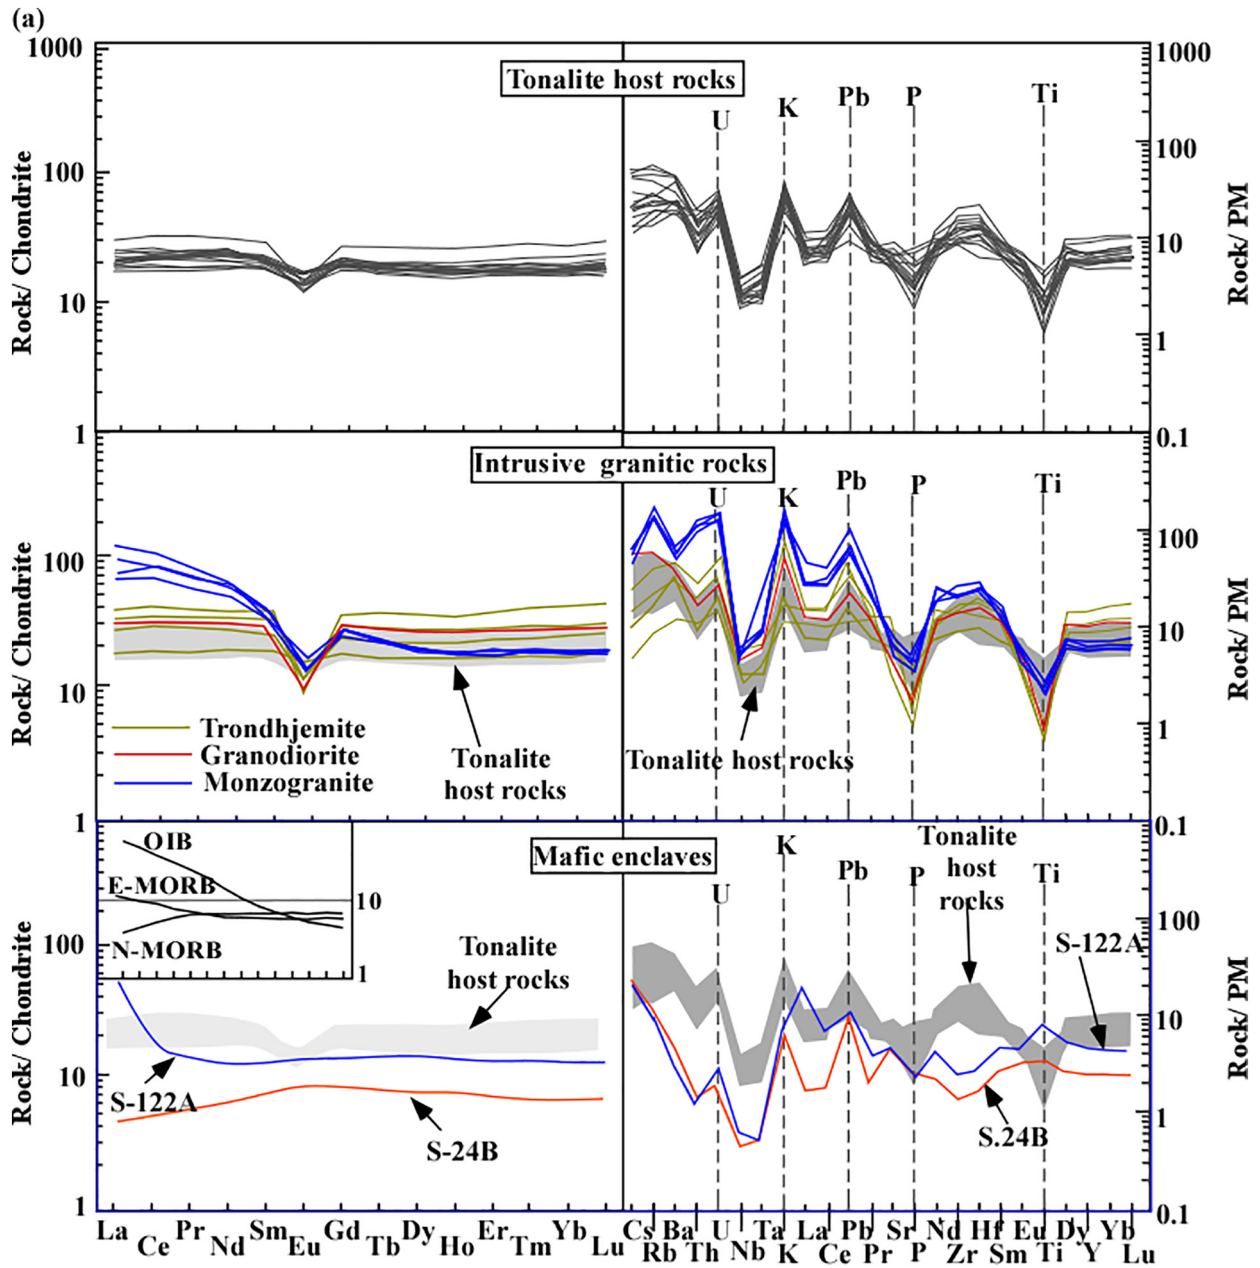 (a)
1000
100
10
1
Rock/ Chondrite
Tonalite host rocks
U
K
Pb
P
Ti
1000
100
10
1
0.1
Rock/ PM
Intrusive granitic rocks
100
10
1
Rock/ Chondrite
Trondhjemite
Granodiorite
Monzogranite
Tonalite
host rocks
U
K
Pb
P
Ti
Tonalite host rocks
100
10
1
0.1
Rock/ PM
Mafic enclaves
OIB
E-MORB
N-MORB
10
1
100
10
1
Rock/ Chondrite
Tonalite
host rocks
S-122A
S-24B
U
K
Pb
P
Ti
Tonalite
host
rocks
S-122A
S.24B
100
10
1
0.1
Rock/ PM
La Pr Sm Gd Dy Er Yb
Ce Nd Eu Tb Ho Tm Lu
Cs Ba U Ta La Pb Sr Nd Hf Eu Dy Yb
Rb Th Nb K Ce Pr P Zr Sm Ti Y Lu